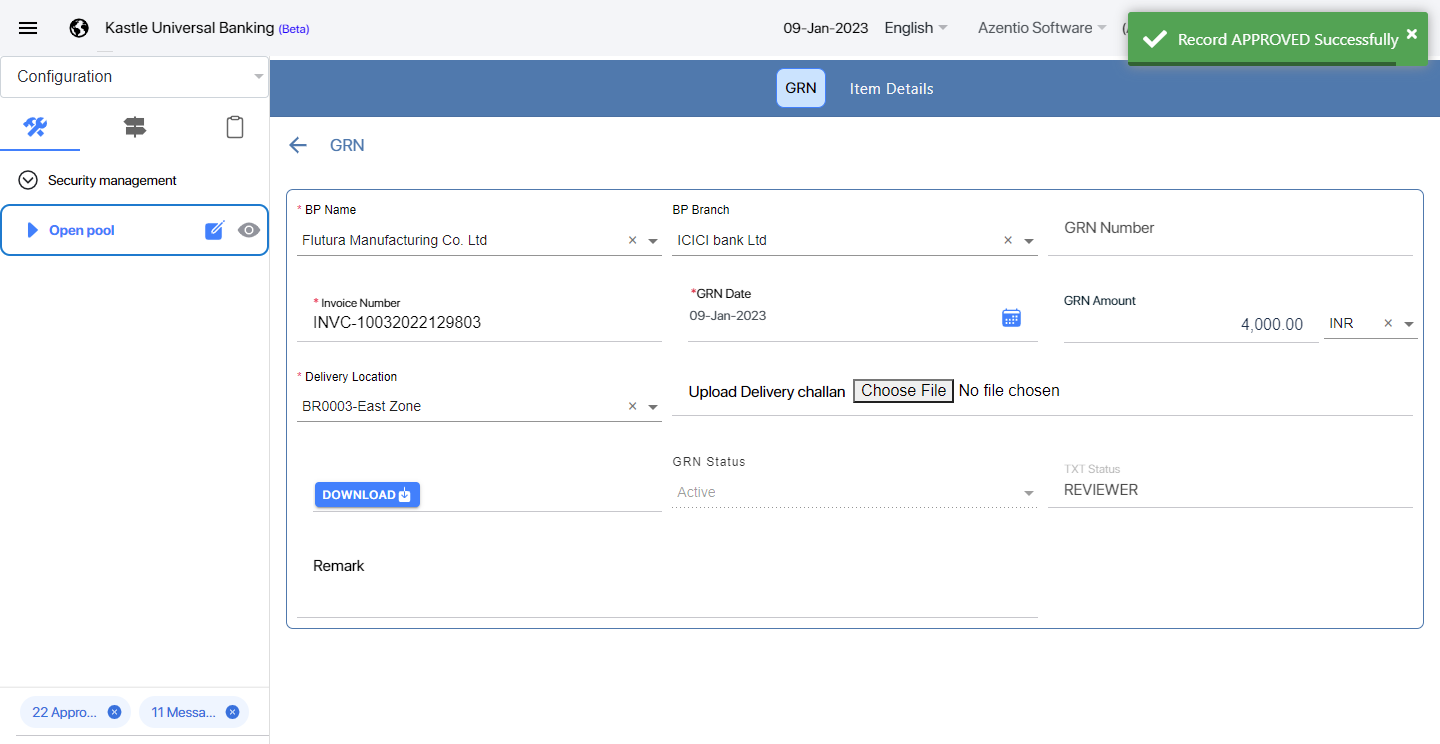 Kastle Universal Banking (Beta)
09-Jan-2023
English
Azentio Software
Record APPROVED Successfully
Configuration
GRN
Item Details
GRN
Security management
Open pool
* BP Name
BP Branch
GRN Number
Flutura Manufacturing Co. Ltd
ICICI bank Ltd
* Invoice Number
*GRN Date
GRN Amount
INVC-10032022129803
09-Jan-2023
4,000.00
INR
* Delivery Location
BR0003-East Zone
Upload Delivery challan
Choose File No file chosen
DOWNLOAD
GRN Status
Active
TXT Status
REVIEWER
Remark
22 Appro...
11 Messa...